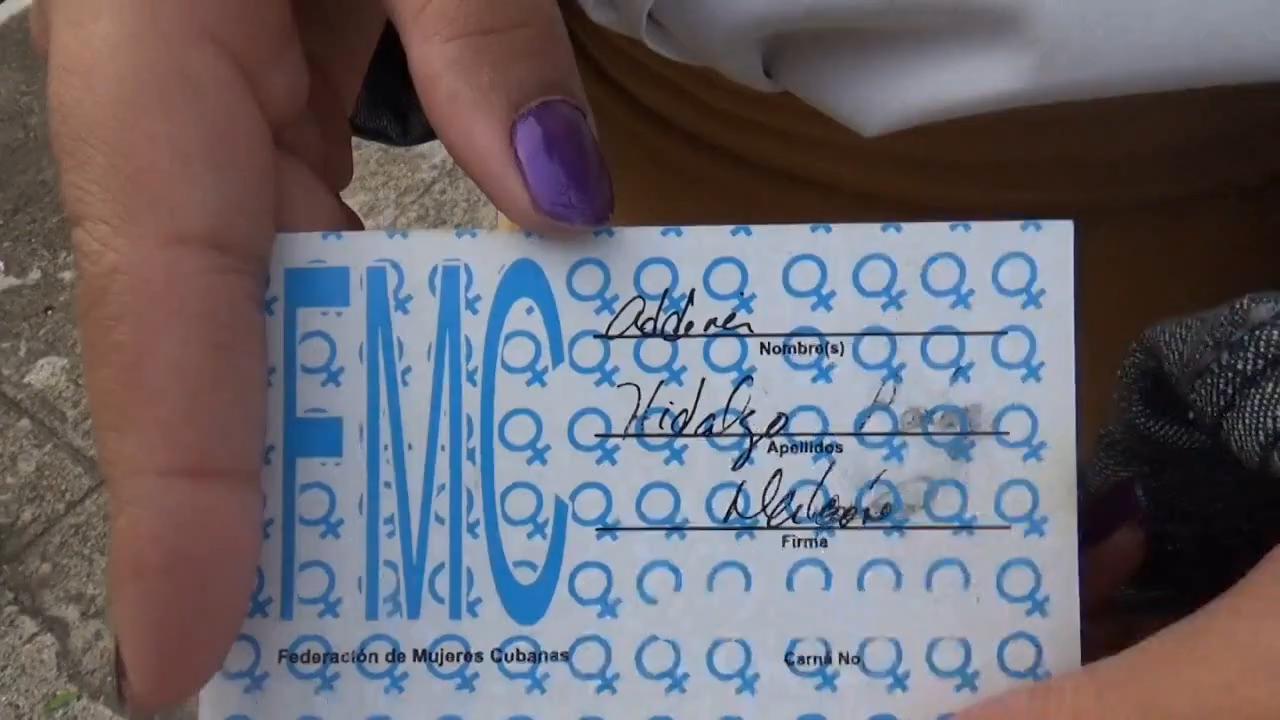 FMC
Nombre(s)
Hidalgo
Apellidos
Firma
Federación de Mujeres Cubanas
Carné No